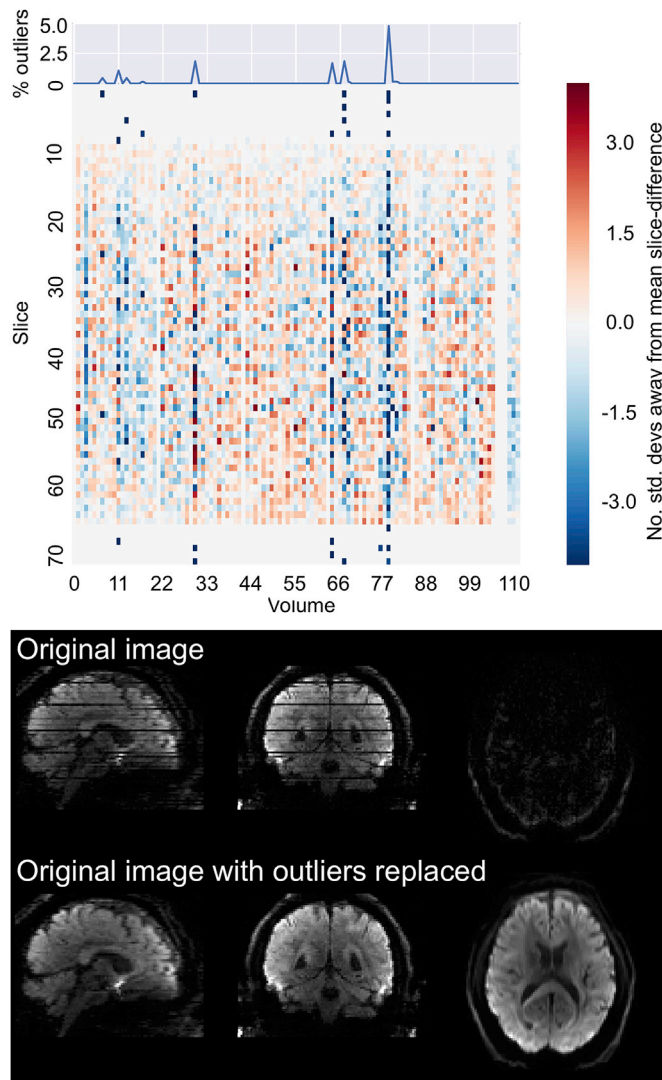 % outliers
5.0
2.5
0
Slice
10
20
30
40
50
60
70
0 11 22 33 44 55 66 77 88 99 110
Volume
3.0
1.5
0.0
-1.5
-3.0
No. std. devs away from mean slice-difference
Original image
Original image with outliers replaced